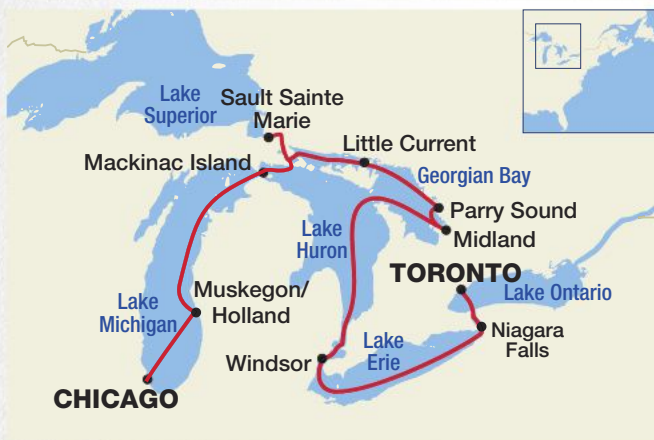 Lake
Superior
Sault Sainte
Marie
Little Current
Mackinac Island
Georgian Bay
Parry Sound
Midland
Lake
Huron
TORONTO
Lake Ontario
Muskegon/
Holland
Lake
Michigan
Niagara
Falls
Lake
Erie
Windsor
CHICAGO